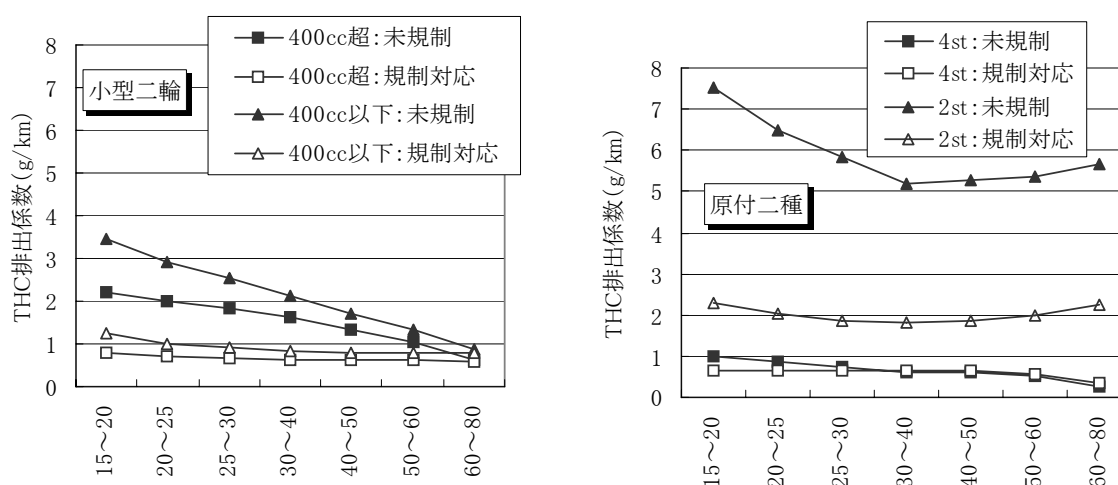 400cc超:未規制
400cc超:規制対応
400cc以下:未規制
400cc以下:規制対応
小型二輪
THC排出係数(g/km)
8
7
6
5
4
3
2
1
0
15～20
20～25
25～30
30～40
40～50
50～60
60～80
4st:未規制
4st:規制対応
2st:未規制
2st:規制対応
原付二種
THC排出係数(g/km)
8
7
6
5
4
3
2
1
0
15～20
20～25
25～30
30～40
40～50
50～60
60～80